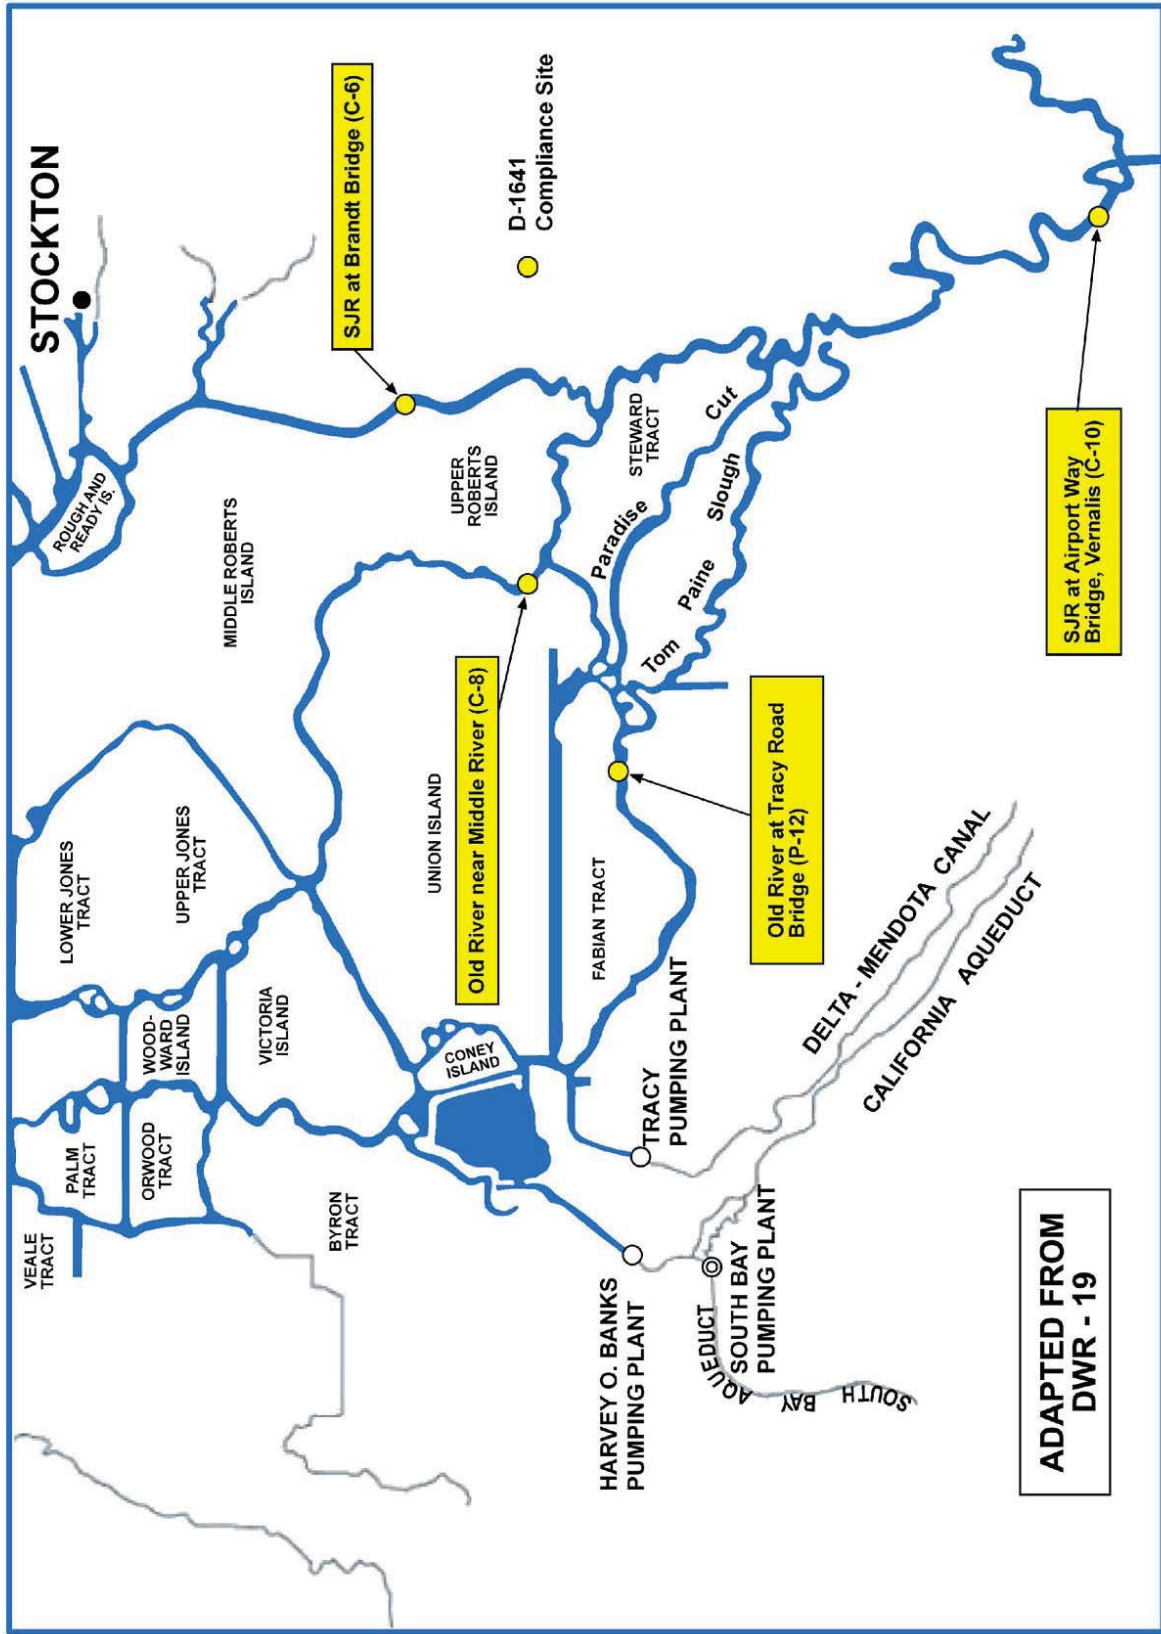 STOCKTON
SJR at Brandt Bridge (C-6)
D-1641
Compliance Site
ROUGH AND
READY IS.
MIDDLE ROBERTS
ISLAND
UPPER
ROBERTS
ISLAND
STEWARD
TRACT
Paradise Cut
Tom Paine Slough
SJR at Airport Way
Bridge, Vernalis (C-10)
LOWER JONES
TRACT
UPPER JONES
TRACT
UNION ISLAND
Old River near Middle River (C-8)
FABIAN TRACT
Old River at Tracy Road
Bridge (P-12)
WOOD-
WARD
ISLAND
VICTORIA
ISLAND
CONEY
ISLAND
PALM
TRACT
ORWOOD
TRACT
VEALE
TRACT
BYRON
TRACT
TRACY
PUMPING PLANT
DELTA - MENDOTA CANAL
CALIFORNIA AQUEDUCT
HARVEY O. BANKS
PUMPING PLANT
SOUTH BAY
PUMPING PLANT
SOUTH BAY AQUEDUCT
ADAPTED FROM
DWR - 19